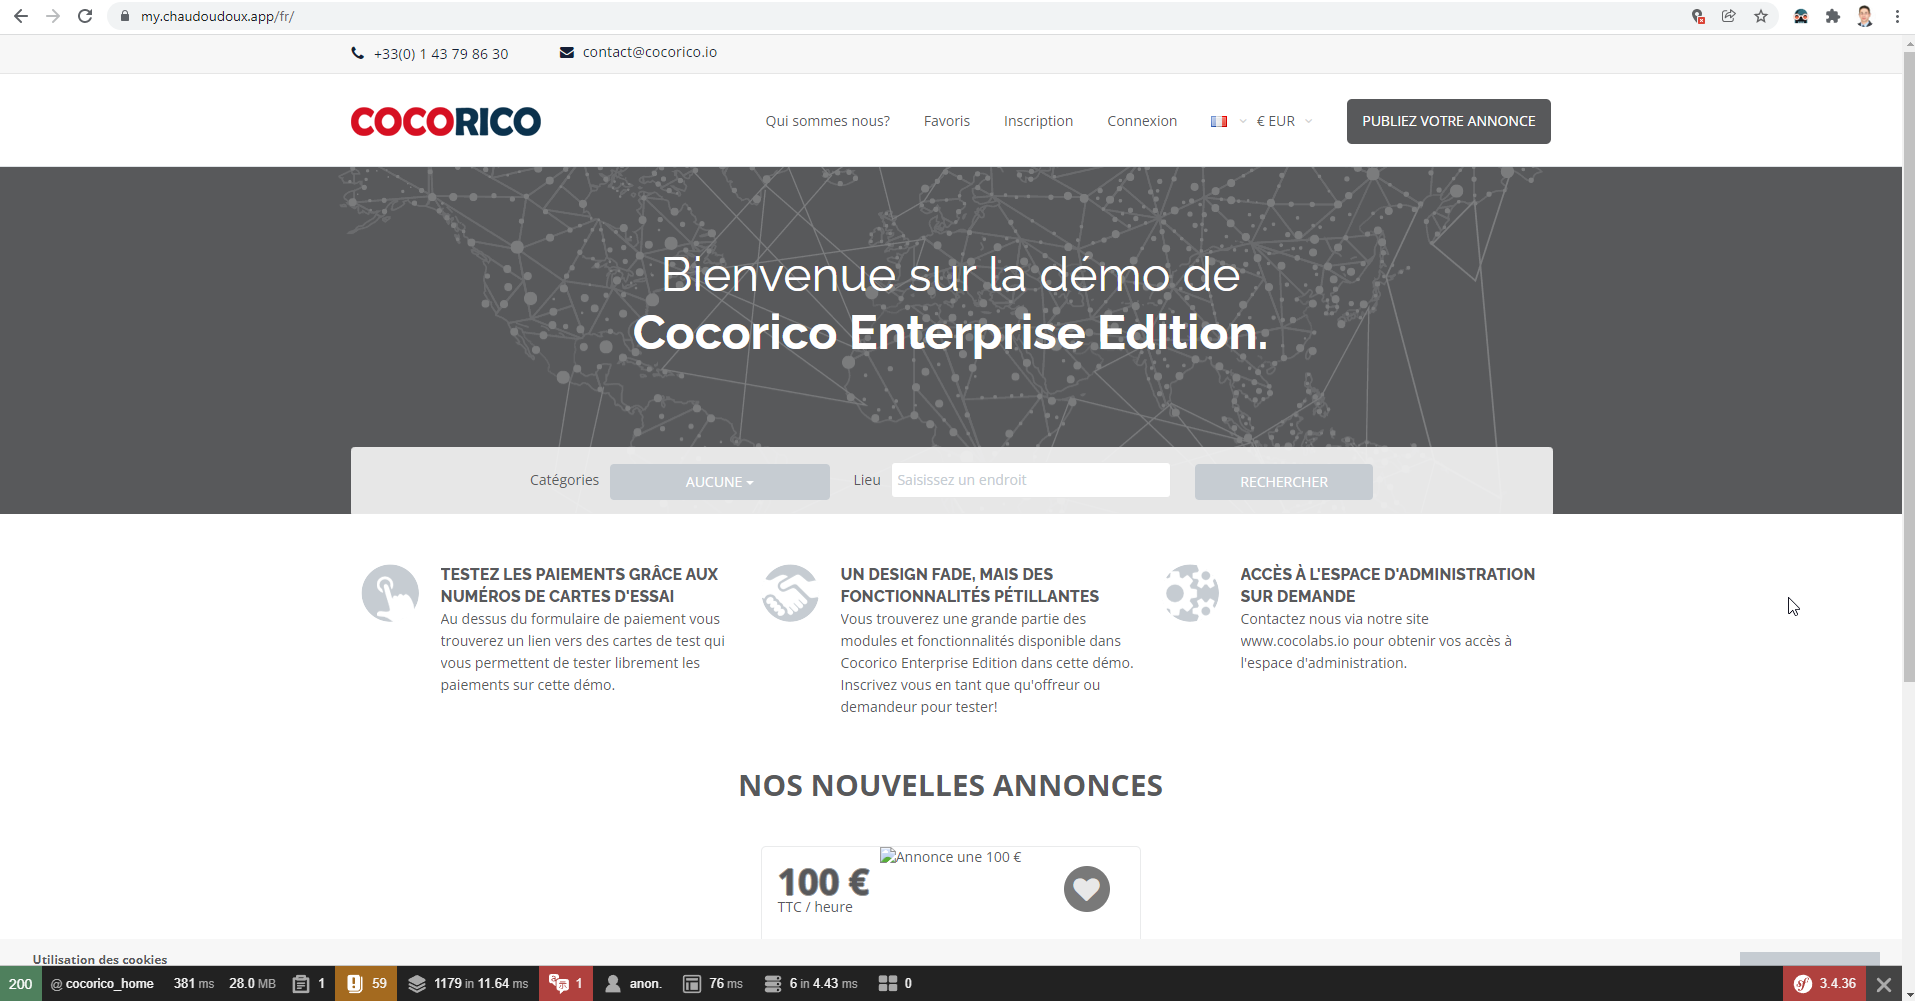 my.chaudoudoux.app/fr/
+33(0) 1 43 79 86 30
contact@cocorico.io
COCORICO
Qui sommes nous?
Favoris
Inscription
Connexion
€ EUR
PUBLIEZ VOTRE ANNONCE
Bienvenue sur la démo de
Cocorico Enterprise Edition.
Catégories
AUCUNE
Lieu
Saisissez un endroit
RECHERCHER
TESTEZ LES PAIEMENTS GRÂCE AUX
NUMÉROS DE CARTES D'ESSAI
Au dessus du formulaire de paiement vous
trouverez un lien vers des cartes de test qui
vous permettent de tester librement les
paiements sur cette démo.
UN DESIGN FADE, MAIS DES
FONCTIONNALITÉS PÉTILLANTES
Vous trouverez une grande partie des
modules et fonctionnalités disponible dans
Cocorico Enterprise Edition dans cette démo.
Inscrivez vous en tant que qu'offreur ou
demandeur pour tester!
ACCÈS À L'ESPACE D'ADMINISTRATION
SUR DEMANDE
Contactez nous via notre site
www.cocolabs.io pour obtenir vos accès à
l'espace d'administration.
NOS NOUVELLES ANNONCES
Annonce une 100 €
100 €
TTC / heure
Utilisation des cookies
200 @ cocorico_home 381 ms 28.0 MB 1 59 1179 in 11.64 ms 1 anon. 76 ms 6 in 4.43 ms 0 sf 3.4.36